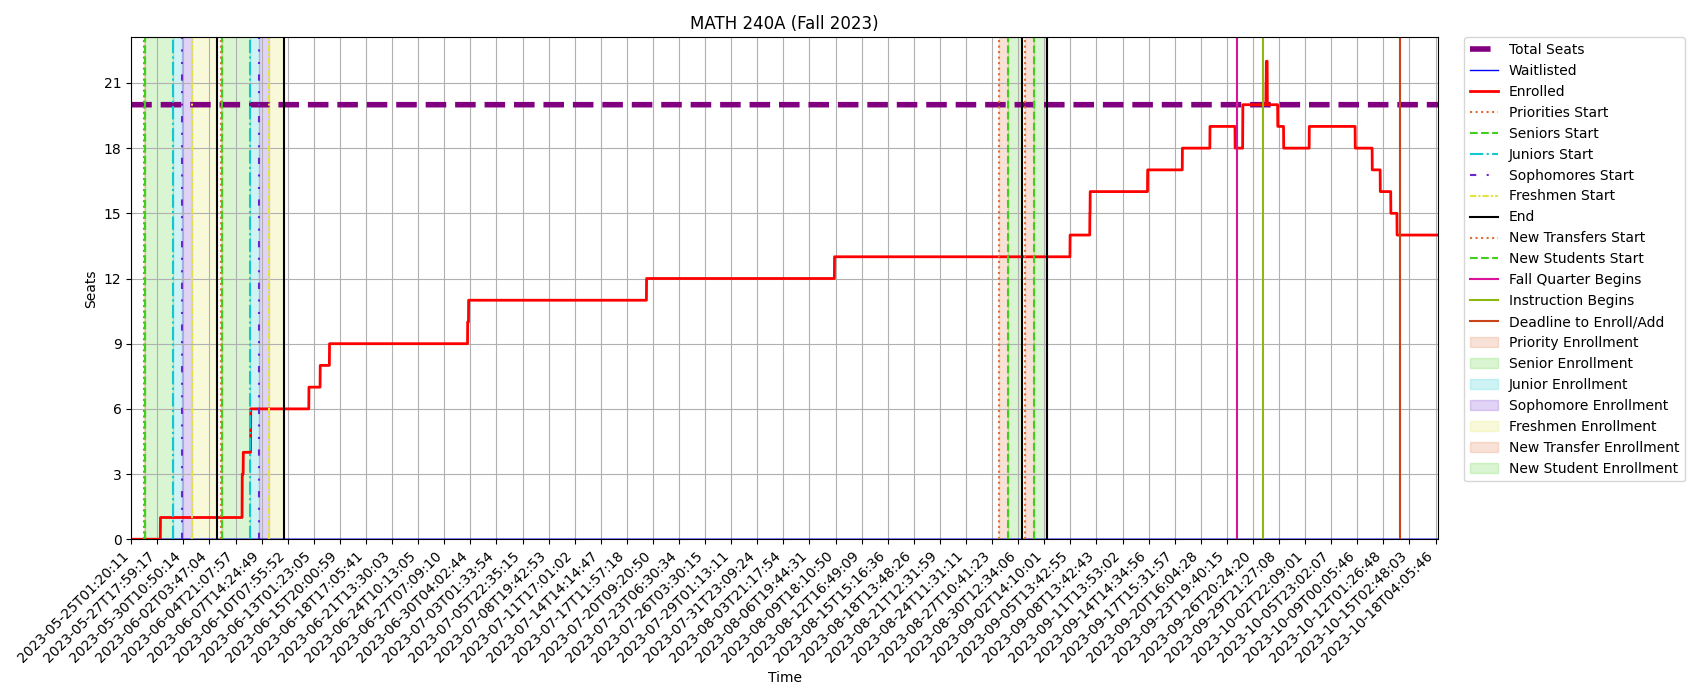 MATH 240A (Fall 2023)
Seats
21
18
15
12
9
6
3
0
2023-05-25T01:20:11
2023-05-27T17:59:17
2023-05-30T10:50:14
2023-06-02T03:47:04
2023-06-04T21:07:57
2023-06-07T14:24:49
2023-06-10T07:55:52
2023-06-13T01:23:05
2023-06-15T20:00:59
2023-06-18T17:05:41
2023-06-21T13:30:03
2023-06-24T10:13:05
2023-06-27T07:09:10
2023-06-30T04:02:44
2023-07-03T01:33:54
2023-07-05T22:35:15
2023-07-08T19:42:53
2023-07-11T17:01:02
2023-07-14T14:14:47
2023-07-17T11:57:18
2023-07-20T09:20:50
2023-07-23T06:30:34
2023-07-26T03:30:15
2023-07-29T01:13:11
2023-07-31T23:09:24
2023-08-03T21:17:54
2023-08-06T19:44:31
2023-08-09T18:10:50
2023-08-12T16:49:09
2023-08-15T15:16:36
2023-08-18T13:48:26
2023-08-21T12:31:59
2023-08-24T11:31:11
2023-08-27T10:41:23
2023-08-30T12:34:06
2023-09-02T14:10:01
2023-09-05T13:42:55
2023-09-08T13:42:43
2023-09-11T13:53:02
2023-09-14T14:34:56
2023-09-17T15:31:57
2023-09-20T16:04:28
2023-09-23T19:40:15
2023-09-26T20:24:20
2023-09-29T21:27:08
2023-10-02T22:09:01
2023-10-05T23:02:07
2023-10-09T00:05:46
2023-10-12T01:26:48
2023-10-15T02:48:03
2023-10-18T04:05:46
Time
Total Seats
Waitlisted
Enrolled
Priorities Start
Seniors Start
Juniors Start
Sophomores Start
Freshmen Start
End
New Transfers Start
New Students Start
Fall Quarter Begins
Instruction Begins
Deadline to Enroll/Add
Priority Enrollment
Senior Enrollment
Junior Enrollment
Sophomore Enrollment
Freshmen Enrollment
New Transfer Enrollment
New Student Enrollment